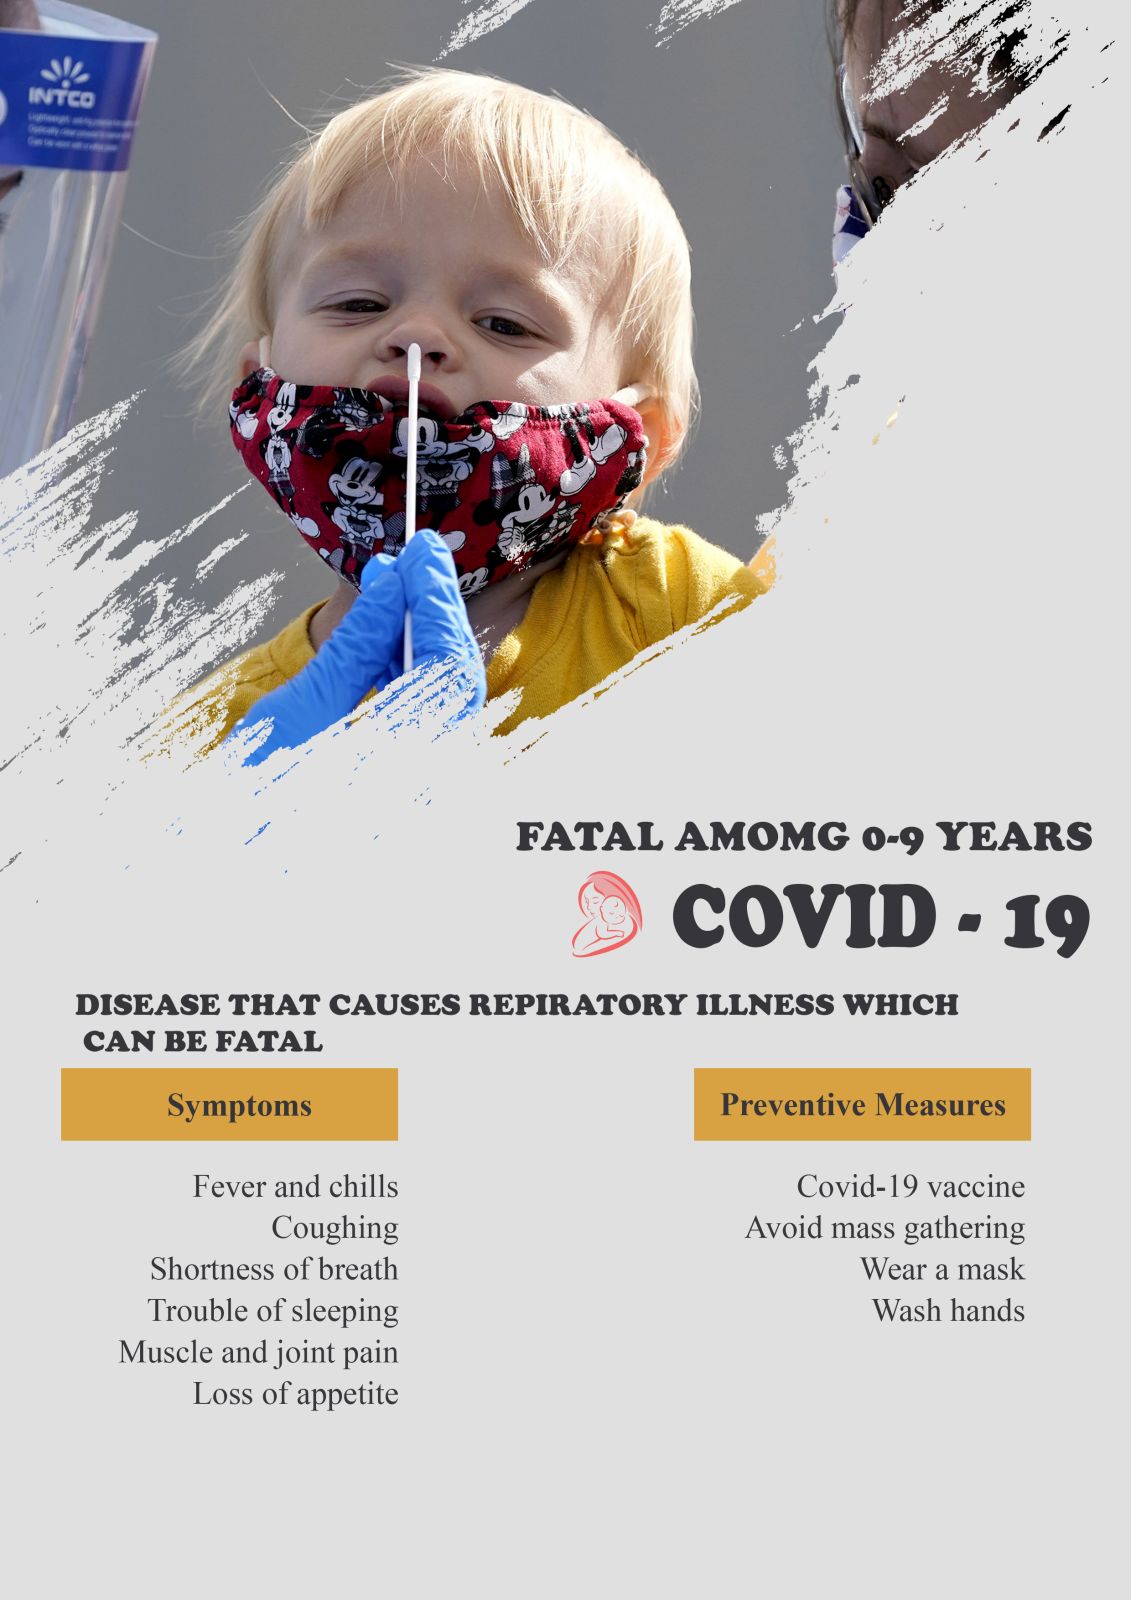 INTCO
FATAL AMOMG 0-9 YEARS
COVID - 19
DISEASE THAT CAUSES REPIRATORY ILLNESS WHICH
CAN BE FATAL
Symptoms
Fever and chills
Coughing
Shortness of breath
Trouble of sleeping
Muscle and joint pain
Loss of appetite
Preventive Measures
Covid-19 vaccine
Avoid mass gathering
Wear a mask
Wash hands